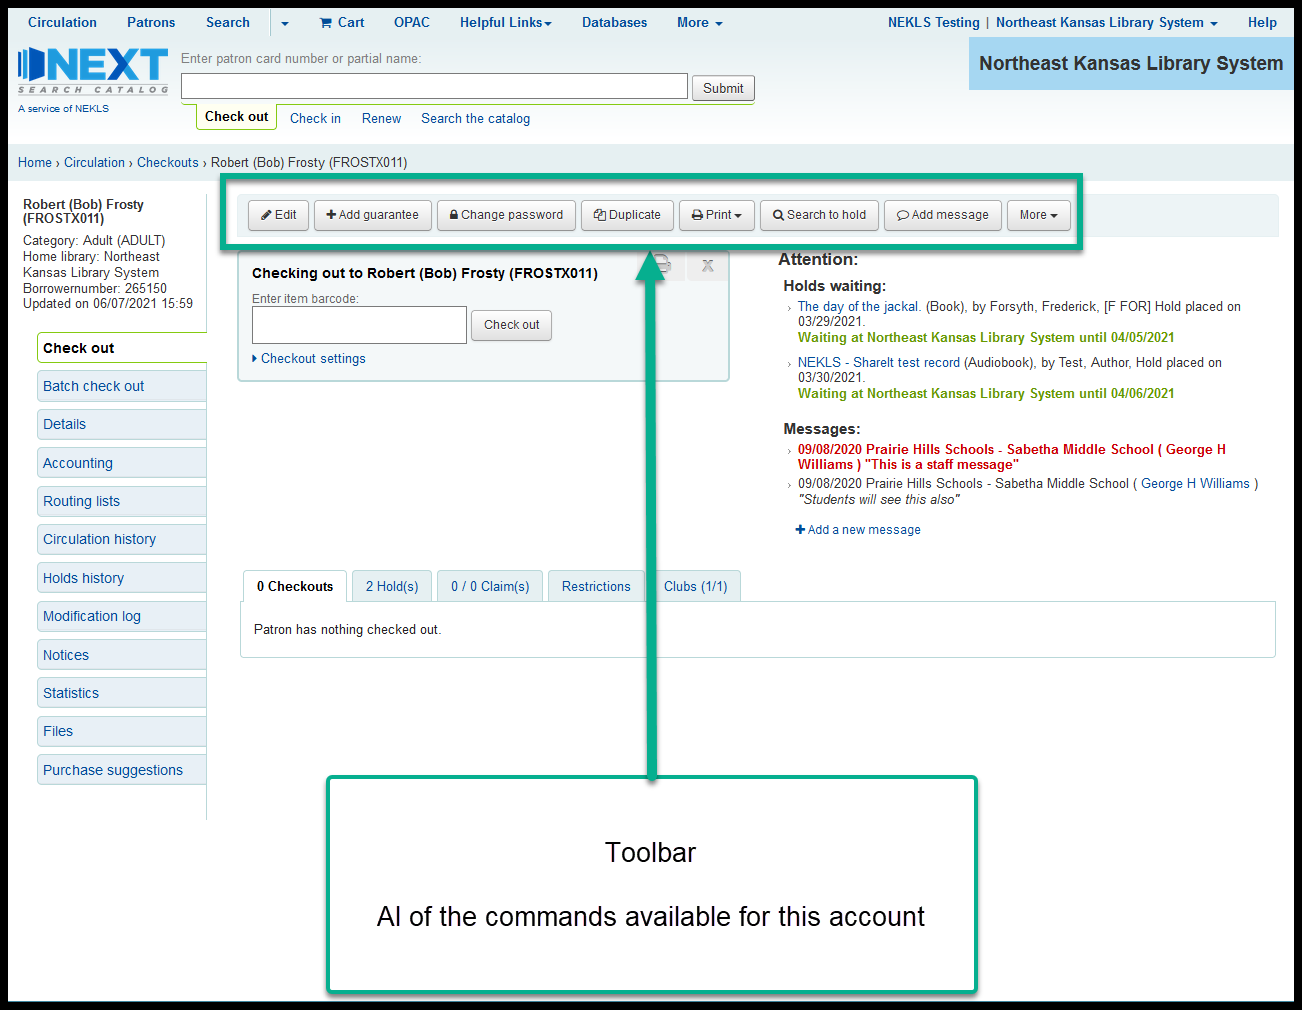 Circulation Patrons Search Cart OPAC Helpful Links Databases More NEKLS Testing | Northeast Kansas Library System Help
NEXT
SEARCH CATALOG
A service of NEKLS
Enter patron card number or partial name:
Submit
Northeast Kansas Library System
Check out Check in Renew Search the catalog
Home › Circulation › Checkouts › Robert (Bob) Frosty (FROSTX011)
Robert (Bob) Frosty
(FROSTX011)
Category: Adult (ADULT)
Home library: Northeast
Kansas Library System
Borrowernumber: 265150
Updated on 06/07/2021 15:59
Check out
Batch check out
Details
Accounting
Routing lists
Circulation history
Holds history
Modification log
Notices
Statistics
Files
Purchase suggestions
Edit + Add guarantee Change password Duplicate Print Search to hold Add message More
Checking out to Robert (Bob) Frosty (FROSTX011) X
Enter item barcode:
Check out
Checkout settings
Attention:
Holds waiting:
› The day of the jackal. (Book), by Forsyth, Frederick, [F FOR] Hold placed on
03/29/2021.
Waiting at Northeast Kansas Library System until 04/05/2021
› NEKLS - ShareIt test record (Audiobook), by Test, Author, Hold placed on
03/30/2021.
Waiting at Northeast Kansas Library System until 04/06/2021
Messages:
› 09/08/2020 Prairie Hills Schools - Sabetha Middle School ( George H
Williams ) "This is a staff message"
› 09/08/2020 Prairie Hills Schools - Sabetha Middle School ( George H Williams )
"Students will see this also"
+ Add a new message
0 Checkouts 2 Hold(s) 0 / 0 Claim(s) Restrictions Clubs (1/1)
Patron has nothing checked out.
Toolbar
Al of the commands available for this account